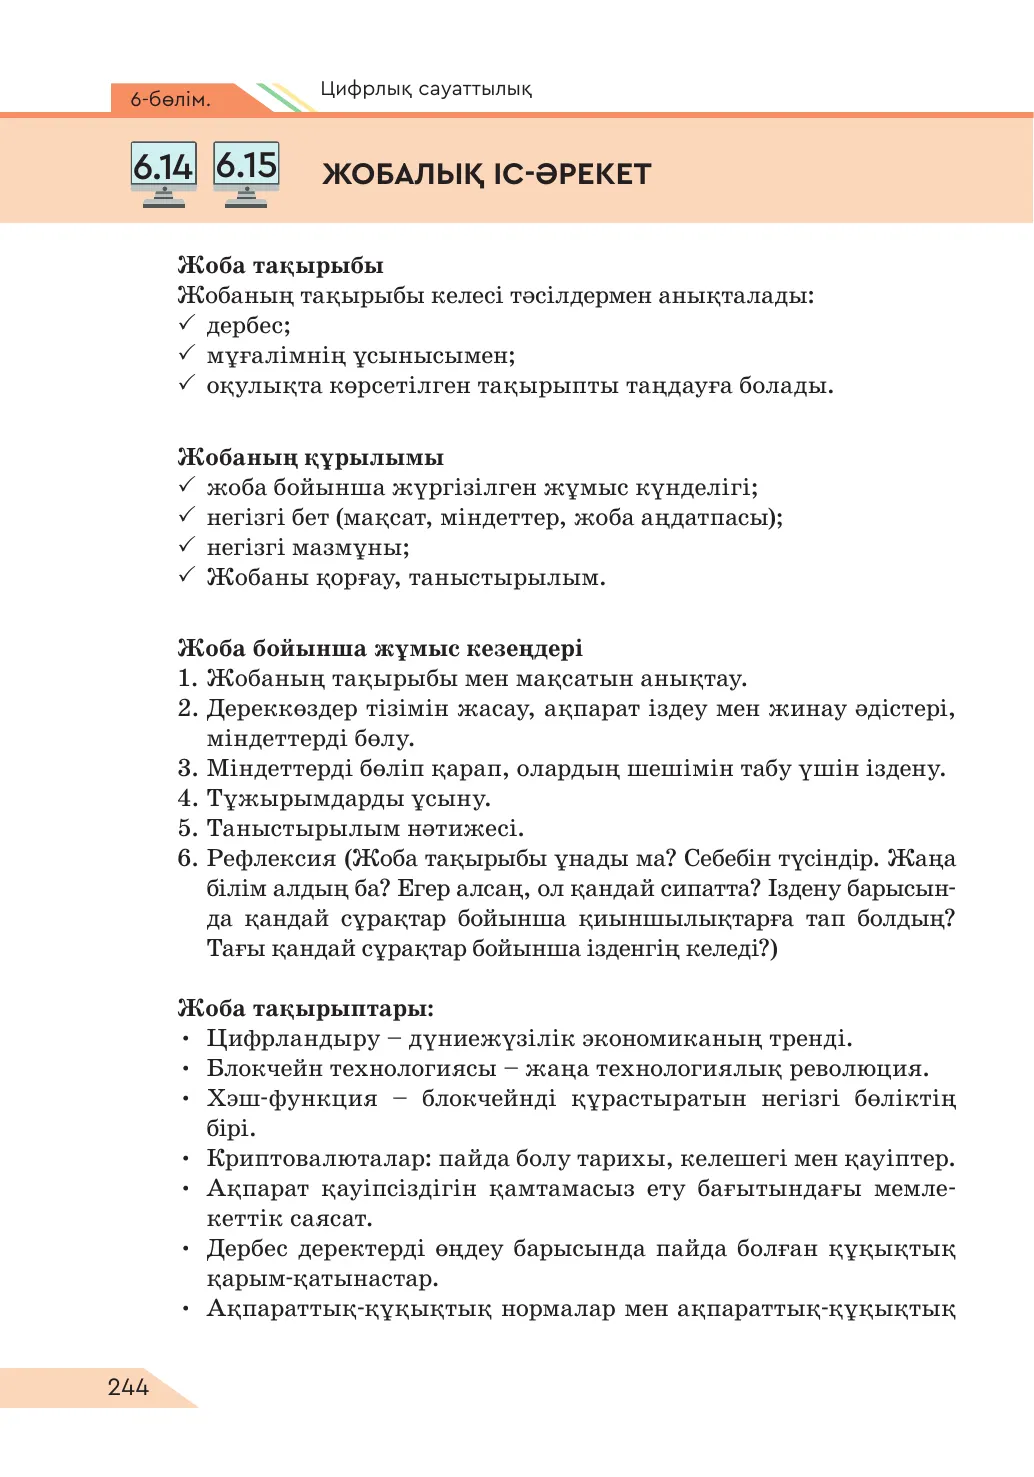 6-бөлім.
Цифрлық сауаттылық
6.14 6.15 ЖОБАЛЫҚ ІС-ӘРЕКЕТ
Жоба тақырыбы
Жобаның тақырыбы келесі тәсілдермен анықталады:
✓ дербес;
✓ мұғалімнің ұсынысымен;
✓ оқулықта көрсетілген тақырыпты таңдауға болады.
Жобаның құрылымы
✓ жоба бойынша жүргізілген жұмыс күнделігі;
✓ негізгі бет (мақсат, міндеттер, жоба аңдатпасы);
✓ негізгі мазмұны;
✓ Жобаны қорғау, таныстырылым.
Жоба бойынша жұмыс кезеңдері
1. Жобаның тақырыбы мен мақсатын анықтау.
2. Дереккөздер тізімін жасау, ақпарат іздеу мен жинау әдістері,
міндеттерді бөлу.
3. Міндеттерді бөліп қарап, олардың шешімін табу үшін іздену.
4. Тұжырымдарды ұсыну.
5. Таныстырылым нәтижесі.
6. Рефлексия (Жоба тақырыбы ұнады ма? Себебін түсіндір. Жаңа
білім алдың ба? Егер алсаң, ол қандай сипатта? Іздену барысын-
да қандай сұрақтар бойынша қиыншылықтарға тап болдың?
Тағы қандай сұрақтар бойынша ізденгің келеді?)
Жоба тақырыптары:
• Цифрландыру – дүниежүзілік экономиканың тренді.
• Блокчейн технологиясы – жаңа технологиялық революция.
• Хэш-функция – блокчейнді құрастыратын негізгі бөліктің
бірі.
• Криптовалюталар: пайда болу тарихы, келешегі мен қауіптер.
• Ақпарат қауіпсіздігін қамтамасыз ету бағытындағы мемле-
кеттік саясат.
• Дербес деректерді өңдеу барысында пайда болған құқықтық
қарым-қатынастар.
• Ақпараттық-құқықтық нормалар мен ақпараттық-құқықтық
244